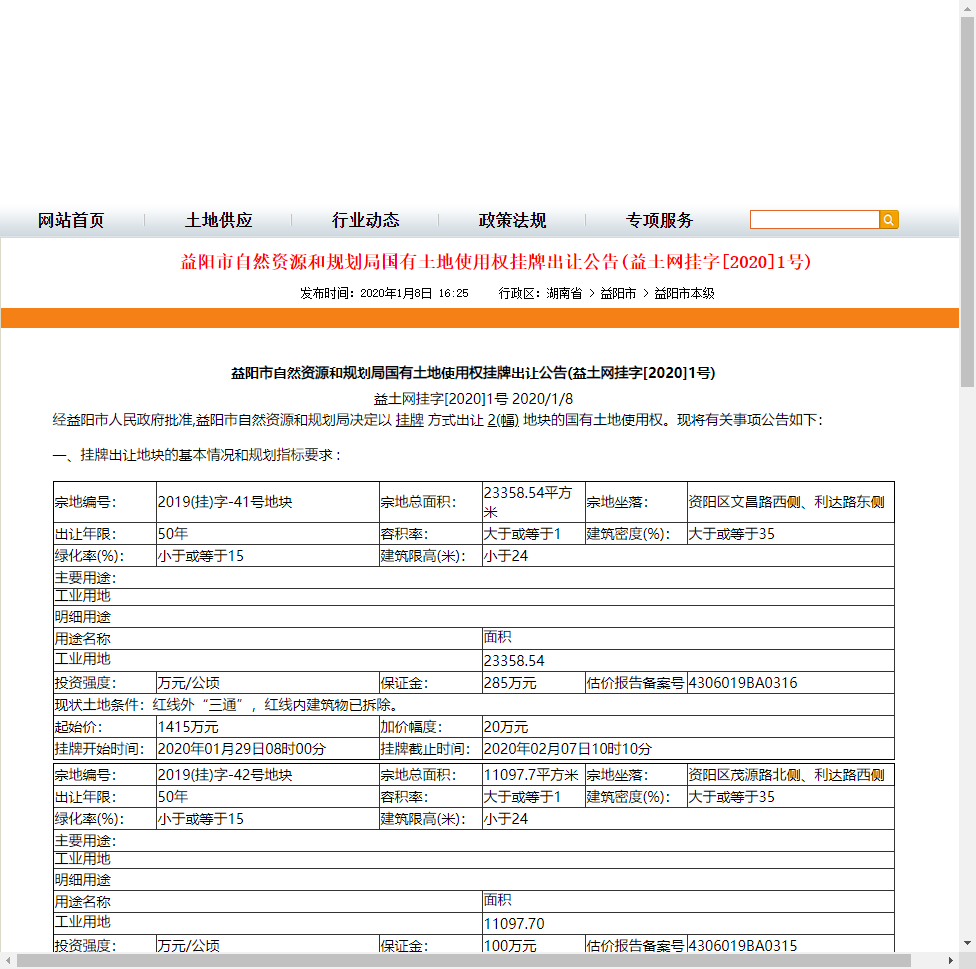 网站首页 土地供应 行业动态 政策法规 专项服务
益阳市自然资源和规划局国有土地使用权挂牌出让公告(益土网挂字[2020]1号)
发布时间：2020年1月8日 16:25 行政区：湖南省 > 益阳市 > 益阳市本级
益阳市自然资源和规划局国有土地使用权挂牌出让公告(益土网挂字[2020]1号)
益土网挂字[2020]1号 2020/1/8
经益阳市人民政府批准,益阳市自然资源和规划局决定以 挂牌 方式出让 2(幅) 地块的国有土地使用权。现将有关事项公告如下：
一、挂牌出让地块的基本情况和规划指标要求：
宗地编号： 2019(挂)字-41号地块 宗地总面积： 23358.54平方米 宗地坐落： 资阳区文昌路西侧、利达路东侧
出让年限： 50年 容积率： 大于或等于1 建筑密度(%)： 大于或等于35
绿化率(%)： 小于或等于15 建筑限高(米)： 小于24
主要用途：
工业用地
明细用途
用途名称 面积
工业用地 23358.54
投资强度： 万元/公顷 保证金： 285万元 估价报告备案号 4306019BA0316
现状土地条件：红线外“三通”，红线内建筑物已拆除。
起始价： 1415万元 加价幅度： 20万元
挂牌开始时间： 2020年01月29日08时00分 挂牌截止时间： 2020年02月07日10时10分
宗地编号： 2019(挂)字-42号地块 宗地总面积： 11097.7平方米 宗地坐落： 资阳区茂源路北侧、利达路西侧
出让年限： 50年 容积率： 大于或等于1 建筑密度(%)： 大于或等于35
绿化率(%)： 小于或等于15 建筑限高(米)： 小于24
主要用途：
工业用地
明细用途
用途名称 面积
工业用地 11097.70
投资强度： 万元/公顷 保证金： 100万元 估价报告备案号 4306019BA0315